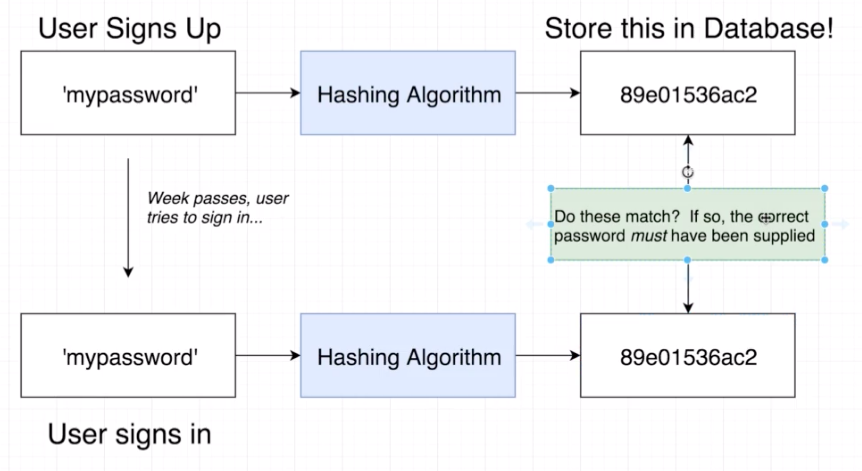 User Signs Up
Store this in Database!
'mypassword'
Hashing Algorithm
89e01536ac2
Week passes, user
tries to sign in...
Do these match?  If so, the correct
password must have been supplied
'mypassword'
Hashing Algorithm
89e01536ac2
User signs in